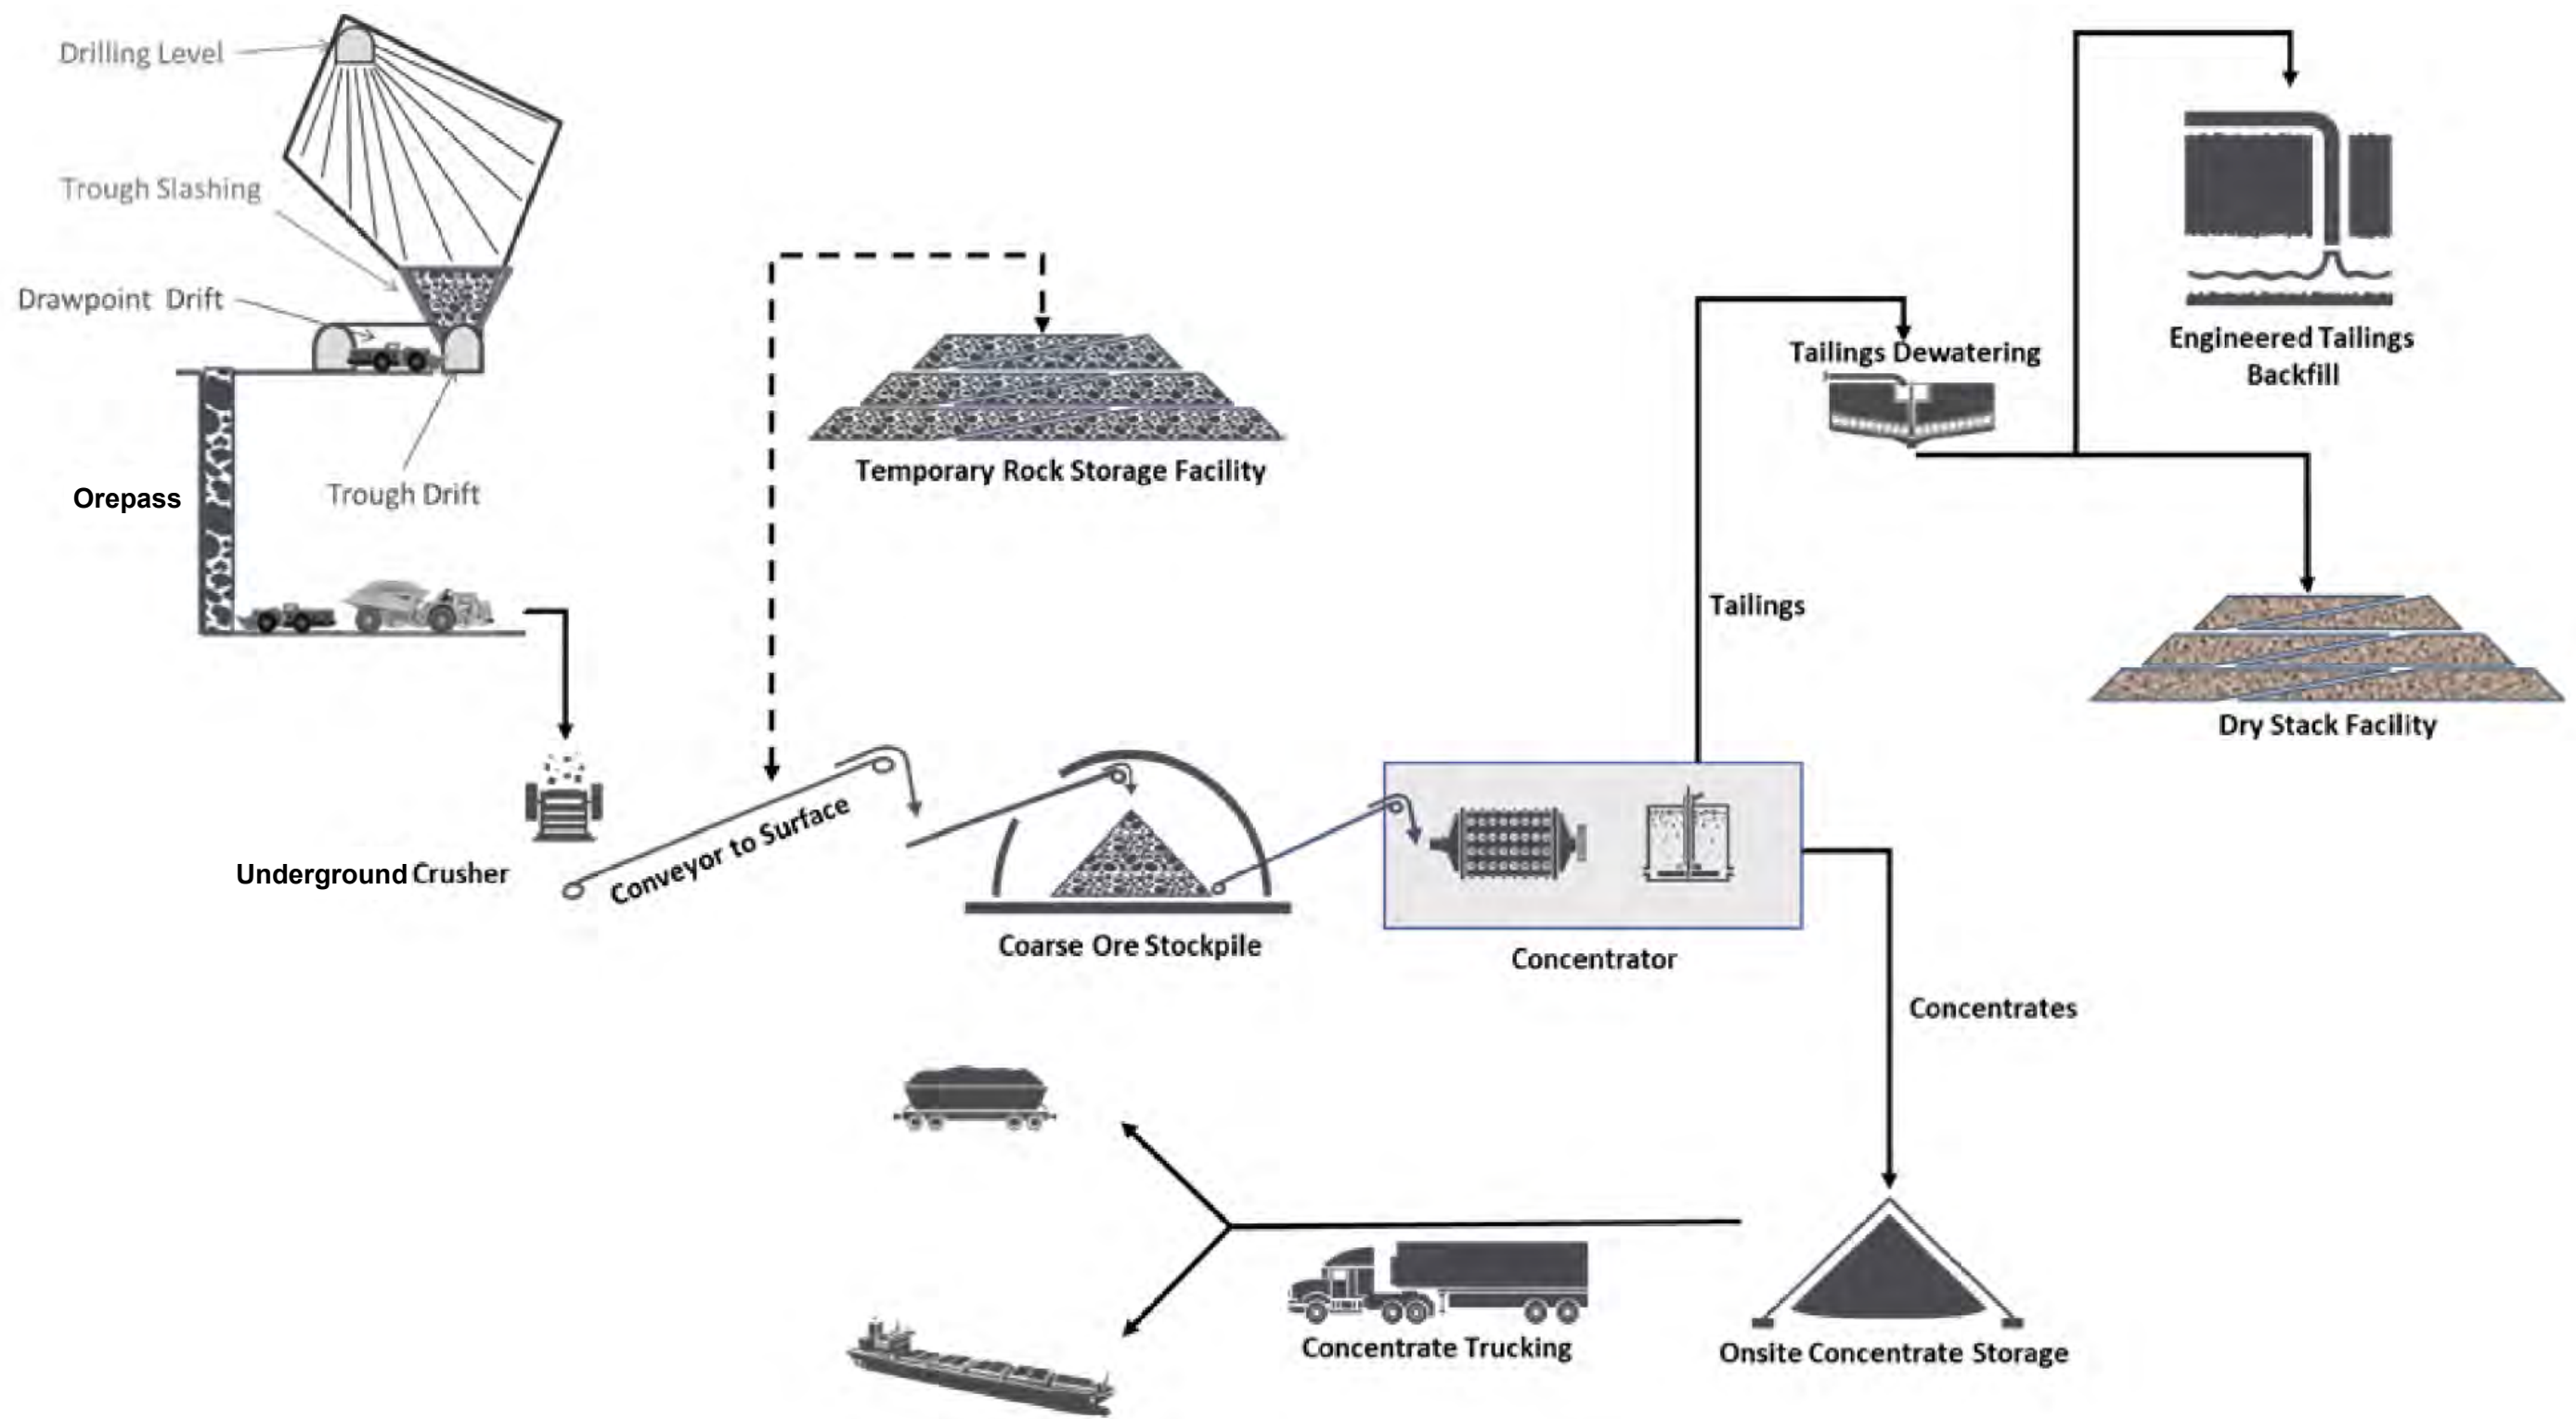 Drilling Level
Trough Slashing
Drawpoint Drift
Orepass
Trough Drift
Underground Crusher
Conveyor to Surface
Temporary Rock Storage Facility
Coarse Ore Stockpile
Concentrator
Tailings
Tailings Dewatering
Engineered Tailings
Backfill
Dry Stack Facility
Concentrates
Onsite Concentrate Storage
Concentrate Trucking